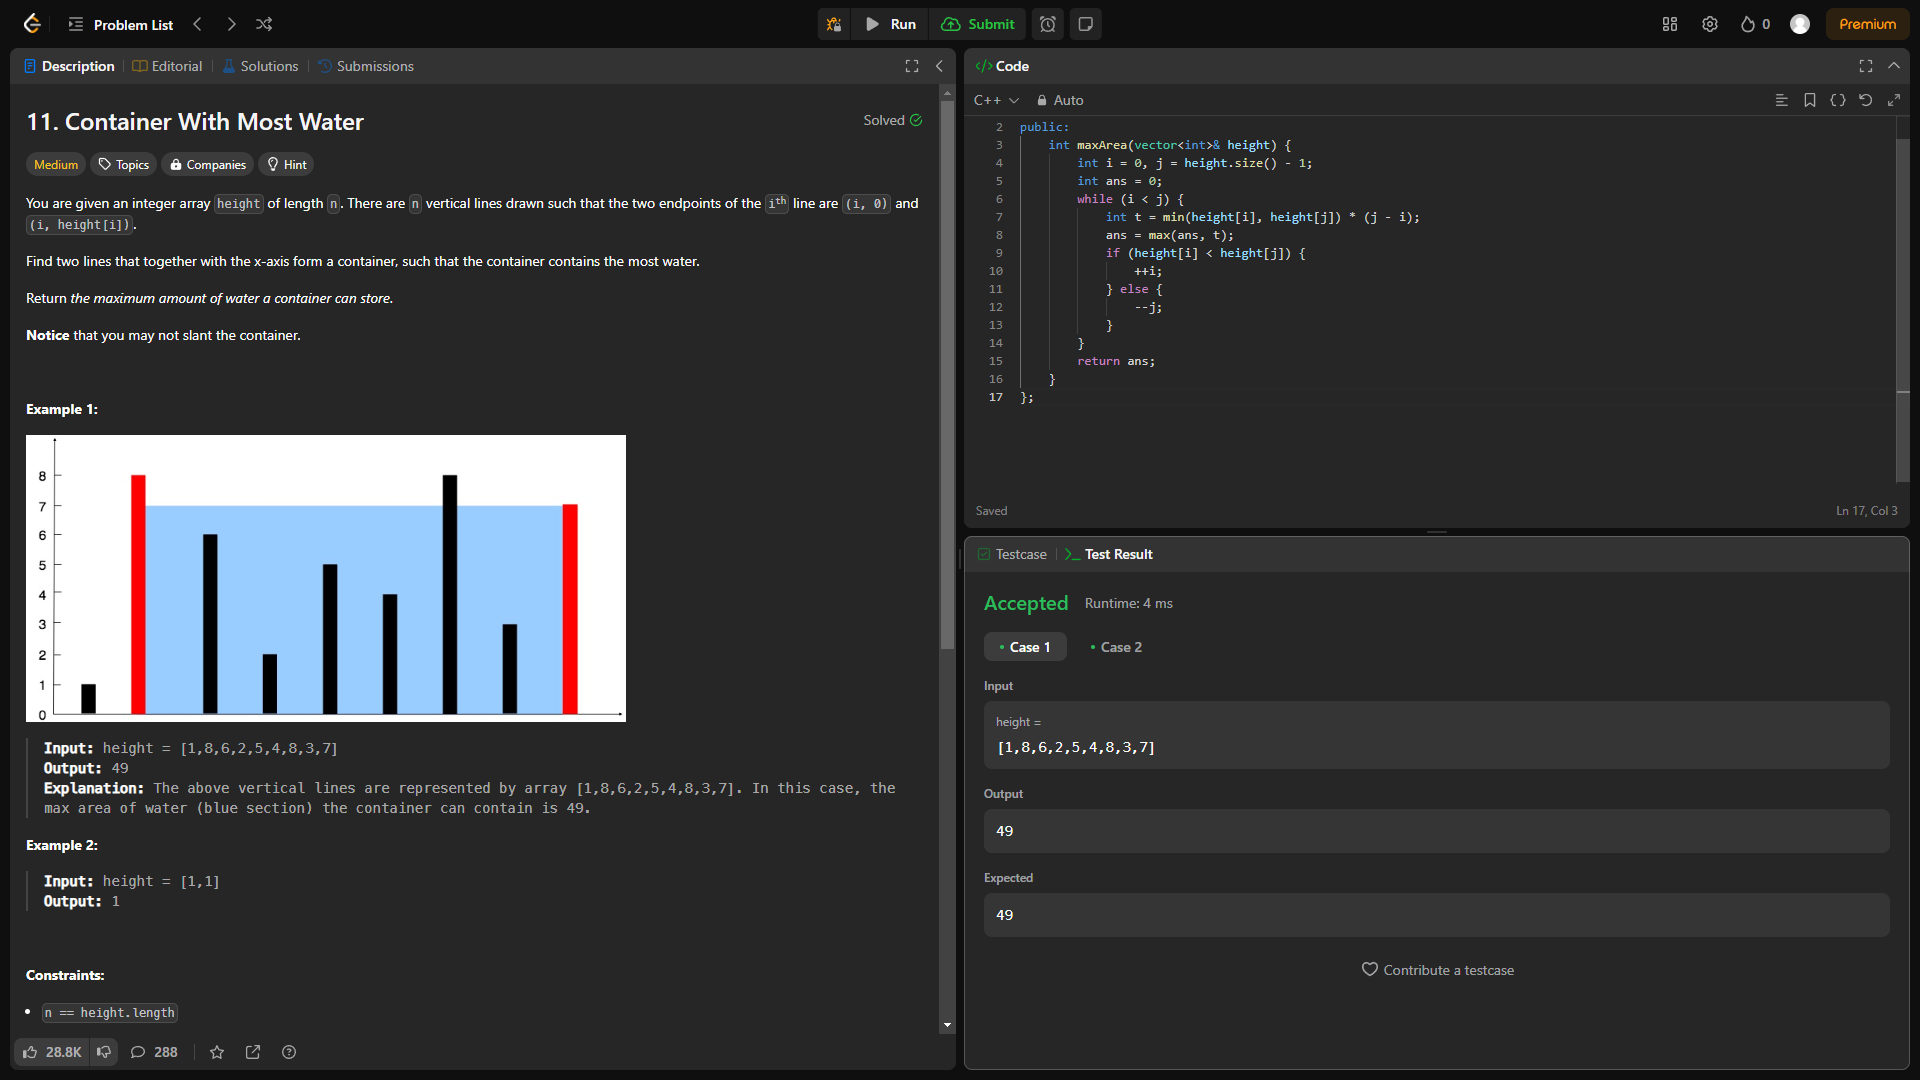 Problem List
Run
Submit
0
Premium
Description
Editorial
Solutions
Submissions
11. Container With Most Water
Solved
Medium
Topics
Companies
Hint
You are given an integer array height of length n. There are n vertical lines drawn such that the two endpoints of the ith line are (i, 0) and
(i, height[i]).
Find two lines that together with the x-axis form a container, such that the container contains the most water.
Return the maximum amount of water a container can store.
Notice that you may not slant the container.
Example 1:
8
7
6
5
4
3
2
1
0
Input: height = [1,8,6,2,5,4,8,3,7]
Output: 49
Explanation: The above vertical lines are represented by array [1,8,6,2,5,4,8,3,7]. In this case, the
max area of water (blue section) the container can contain is 49.
Example 2:
Input: height = [1,1]
Output: 1
Constraints:
• n == height.length
28.8K
288
</> Code
C++
Auto
2 public:
3 int maxArea(vector<int>& height) {
4 int i = 0, j = height.size() - 1;
5 int ans = 0;
6 while (i < j) {
7 int t = min(height[i], height[j]) * (j - i);
8 ans = max(ans, t);
9 if (height[i] < height[j]) {
10 ++i;
11 } else {
12 --j;
13 }
14 }
15 return ans;
16 }
17 };
Saved
Ln 17, Col 3
Testcase
>_ Test Result
Accepted
Runtime: 4 ms
• Case 1
• Case 2
Input
height =
[1,8,6,2,5,4,8,3,7]
Output
49
Expected
49
Contribute a testcase